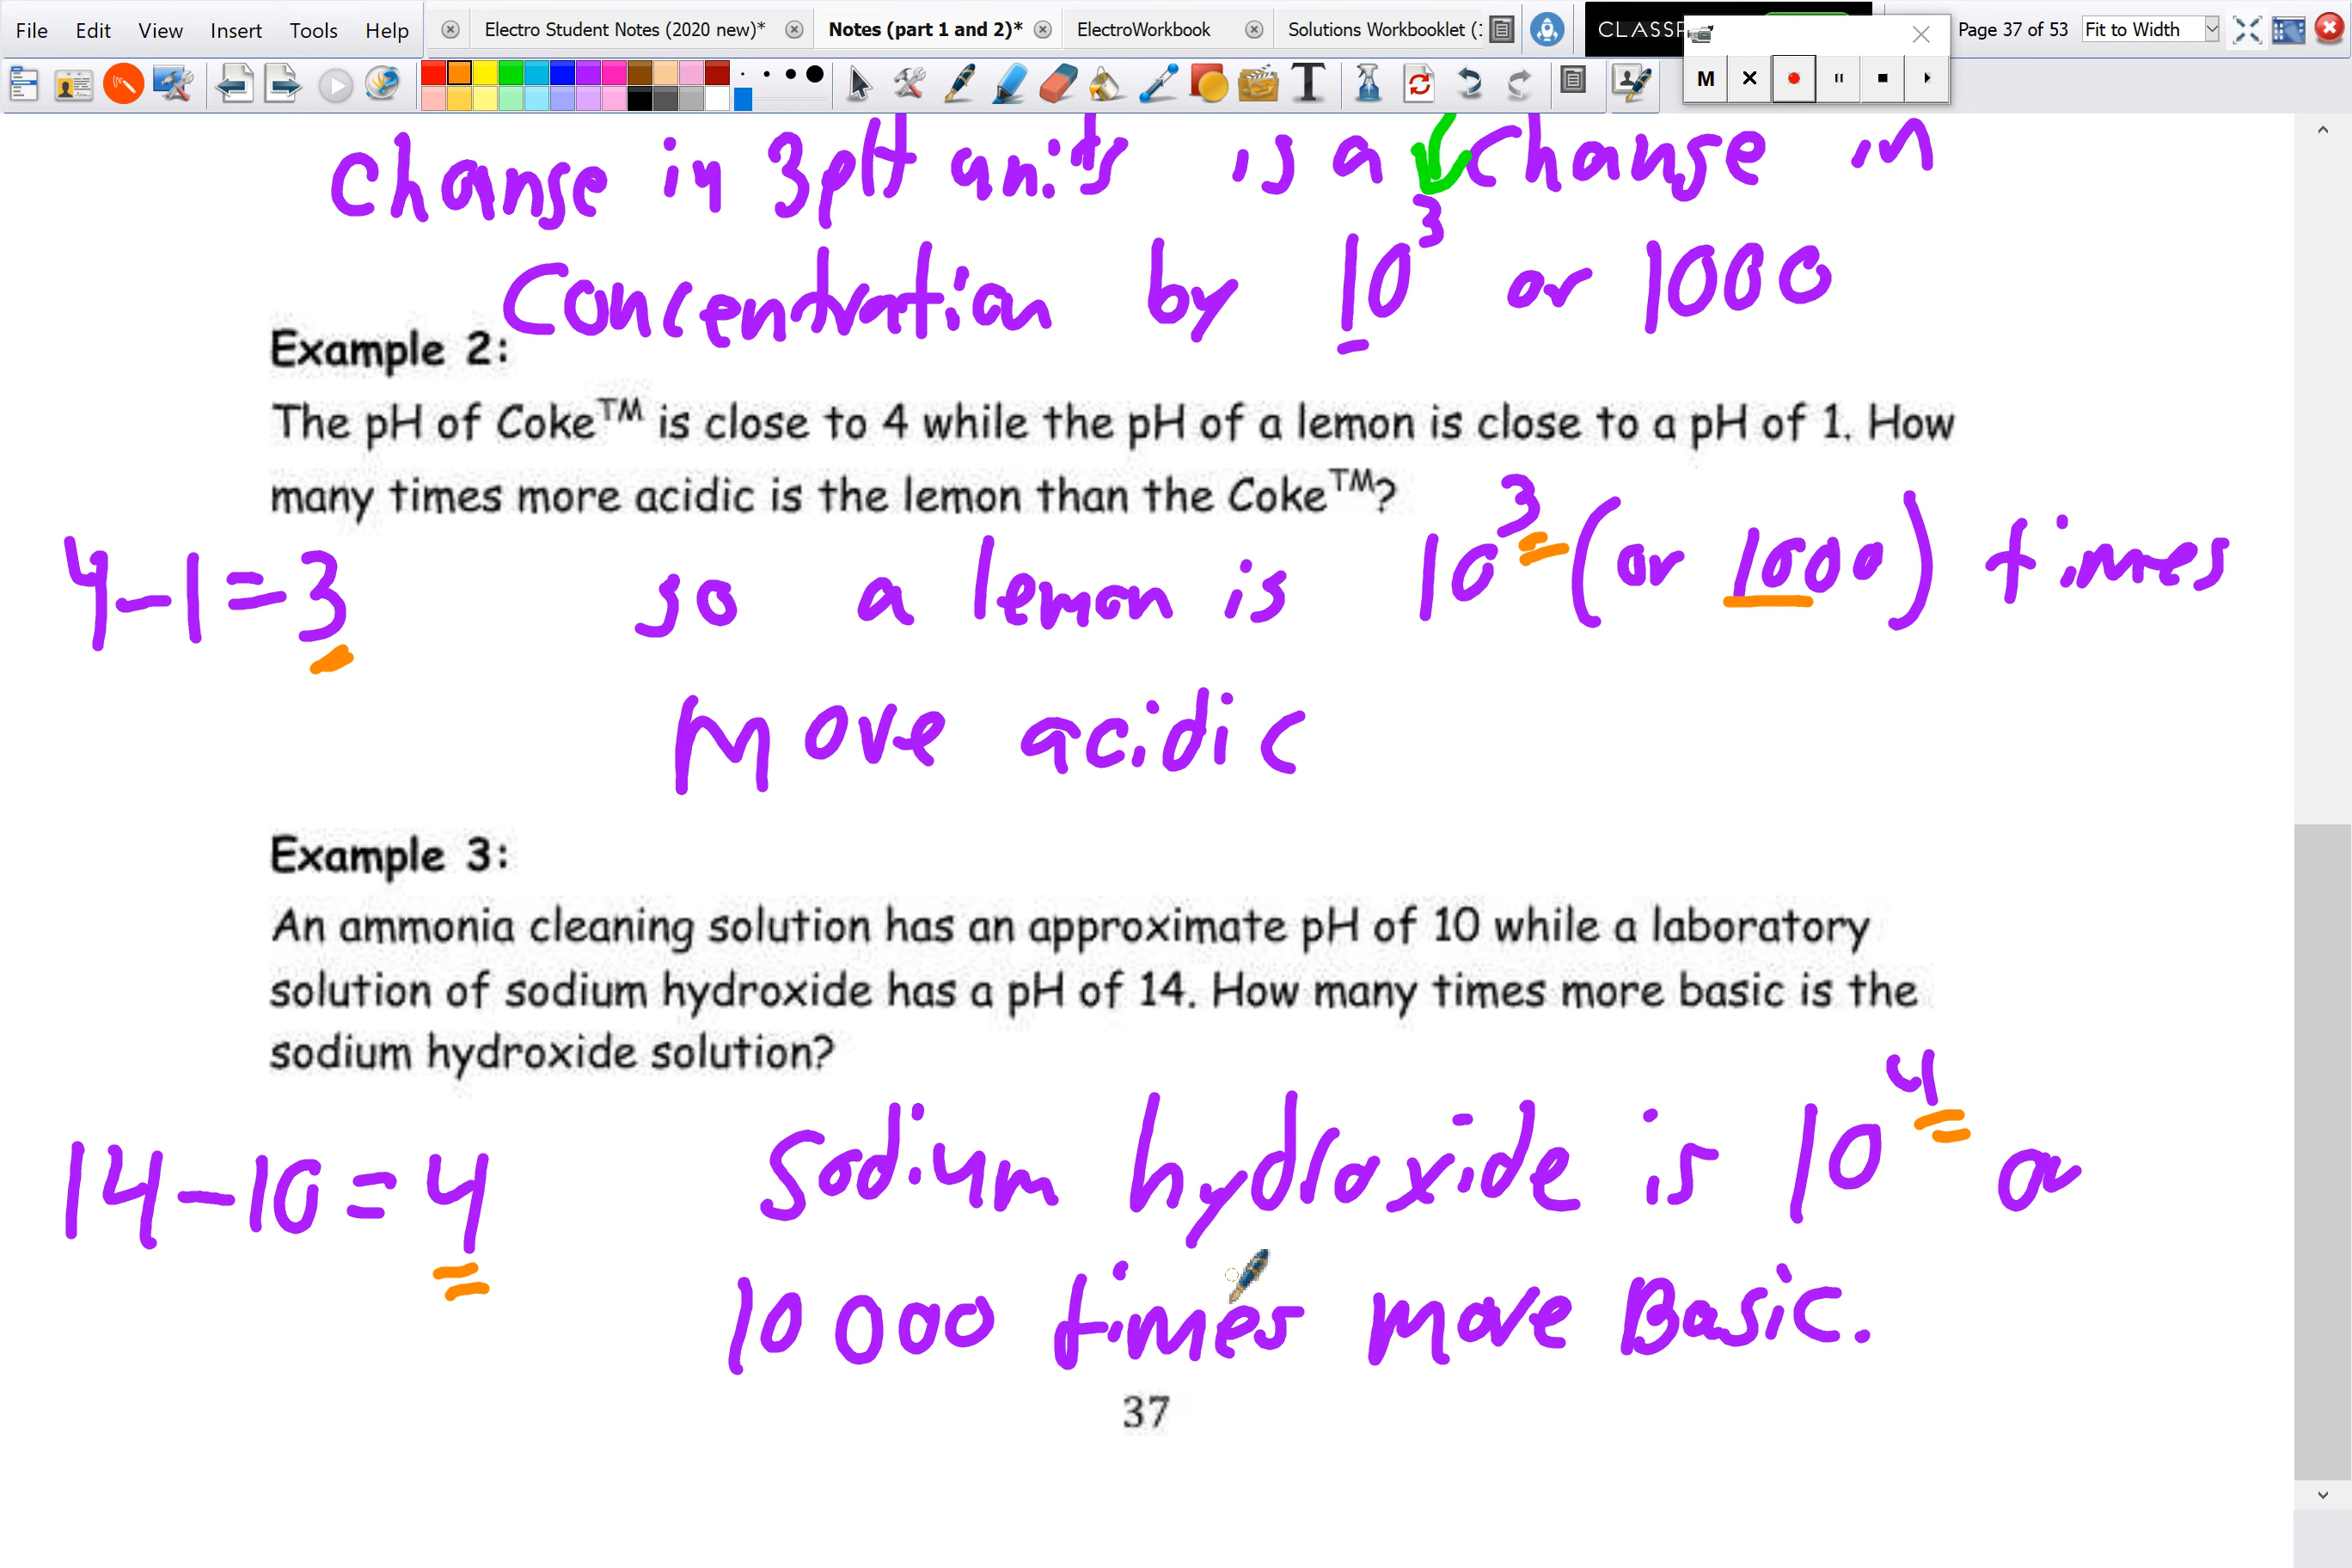 File Edit View Insert Tools Help Electro Student Notes (2020 new)* Notes (part 1 and 2)* ElectroWorkbook Solutions Workbooklet (1 CLASSF Page 37 of 53 Fit to Width
M
T
Change in 3 pH units is a change in
Concentration by 10³ or 1000
Example 2:
The pH of Coke™ is close to 4 while the pH of a lemon is close to a pH of 1. How
many times more acidic is the lemon than the Coke™?
4-1=3 so a lemon is 10³ (or 1000) times
more acidic
Example 3:
An ammonia cleaning solution has an approximate pH of 10 while a laboratory
solution of sodium hydroxide has a pH of 14. How many times more basic is the
sodium hydroxide solution?
14-10=4 Sodium hydroxide is 10⁴ or
10 000 times more Basic.
37